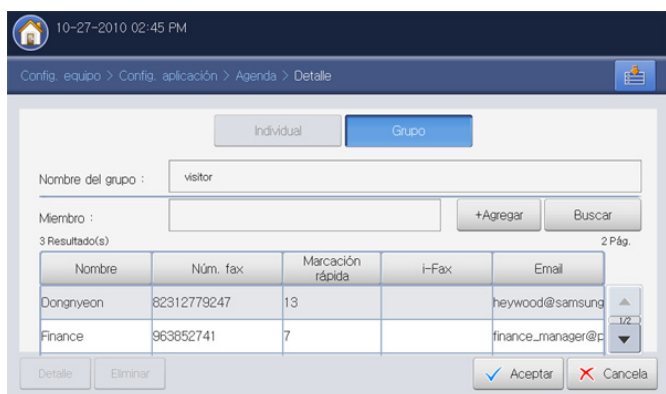 10-27-2010 02:45 PM
Config. equipo > Config. aplicación > Agenda > Detalle
Individual Grupo
Nombre del grupo : visitor
Miembro : +Agregar Buscar
3 Resultado(s) 2 Pág.
Nombre Núm. fax Marcación rápida i-Fax Email
Dongnyeon 82312779247 13 heywood@samsung
1/2
Finance 963852741 7 finance_manager@p
Detalle Eliminar Aceptar Cancela